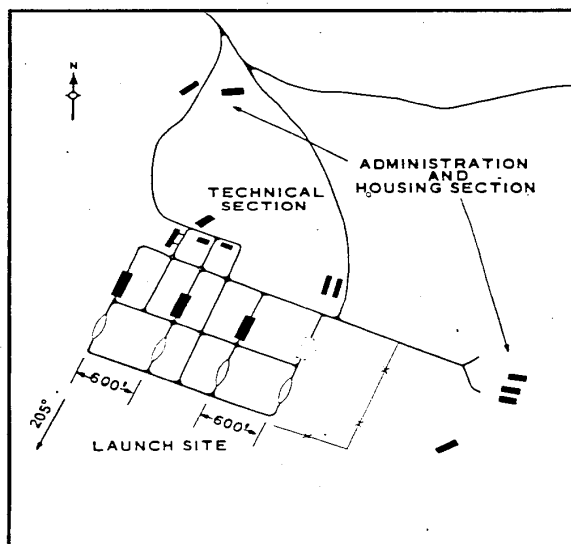 N
ADMINISTRATION
AND
HOUSING SECTION
TECHNICAL
SECTION
600'
600'
205°
LAUNCH SITE